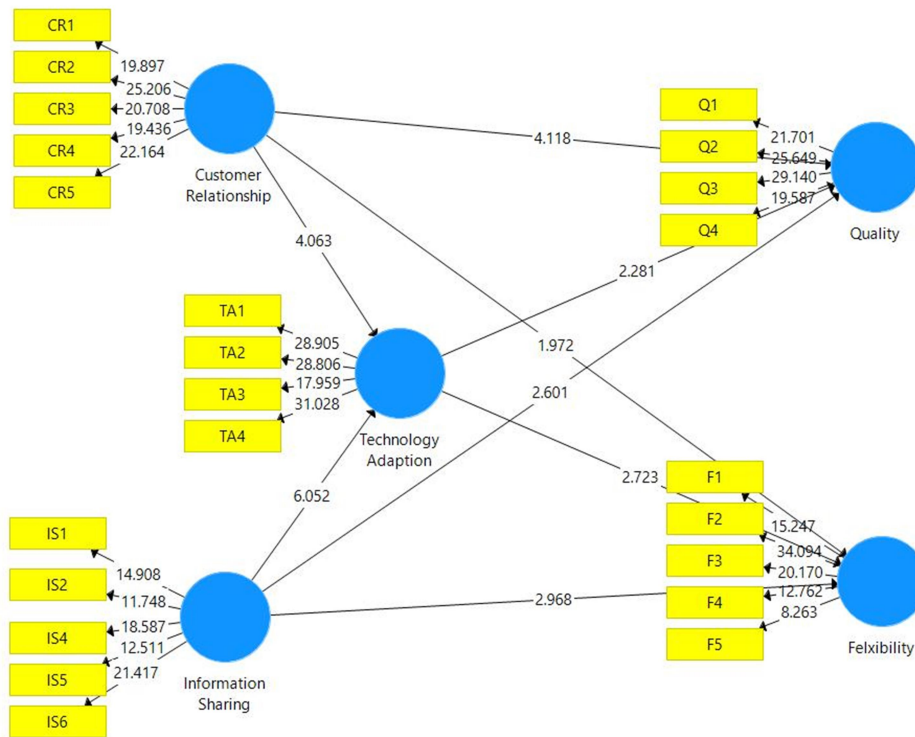 CR1
CR2
CR3
CR4
CR5
19.897
25.206
20.708
19.436
22.164
Customer
Relationship
4.118
4.063
1.972
Q1
Q2
Q3
Q4
21.701
25.649
29.140
19.587
Quality
TA1
TA2
TA3
TA4
28.905
28.806
17.959
31.028
Technology
Adaption
2.281
2.601
2.723
6.052
IS1
IS2
IS4
IS5
IS6
14.908
11.748
18.587
12.511
21.417
Information
Sharing
2.968
F1
F2
F3
F4
F5
15.247
34.094
20.170
12.762
8.263
Felxibility